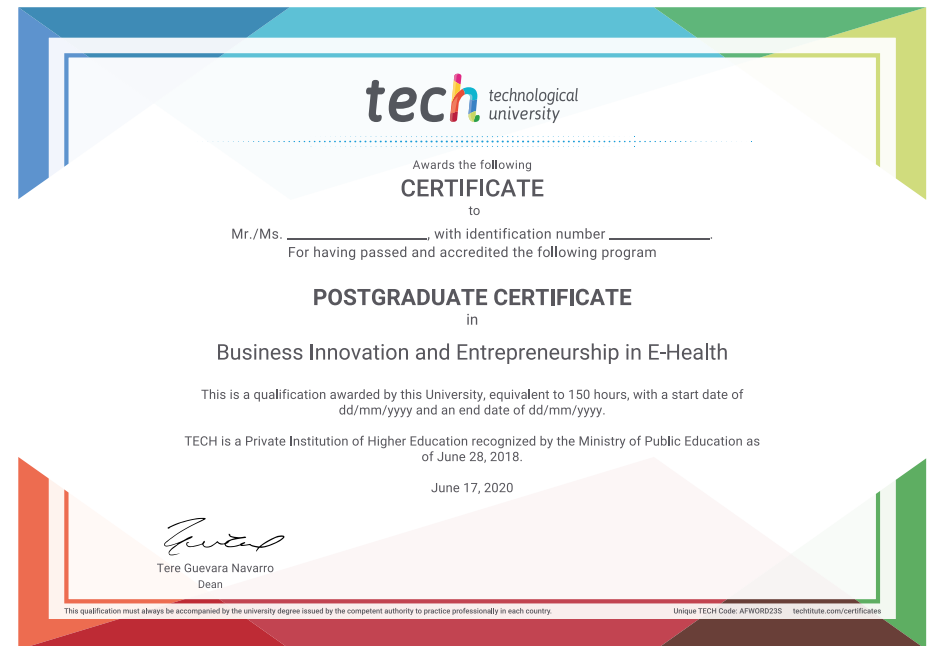 tech technological
university
Awards the following
CERTIFICATE
to
Mr./Ms. ____________________, with identification number ______________.
For having passed and accredited the following program
POSTGRADUATE CERTIFICATE
in
Business Innovation and Entrepreneurship in E-Health
This is a qualification awarded by this University, equivalent to 150 hours, with a start date of
dd/mm/yyyy and an end date of dd/mm/yyyy.
TECH is a Private Institution of Higher Education recognized by the Ministry of Public Education as
of June 28, 2018.
June 17, 2020
Tere Guevara Navarro
Dean
This qualification must always be accompanied by the university degree issued by the competent authority to practice professionally in each country. Unique TECH Code: AFWORD23S techtitute.com/certificates